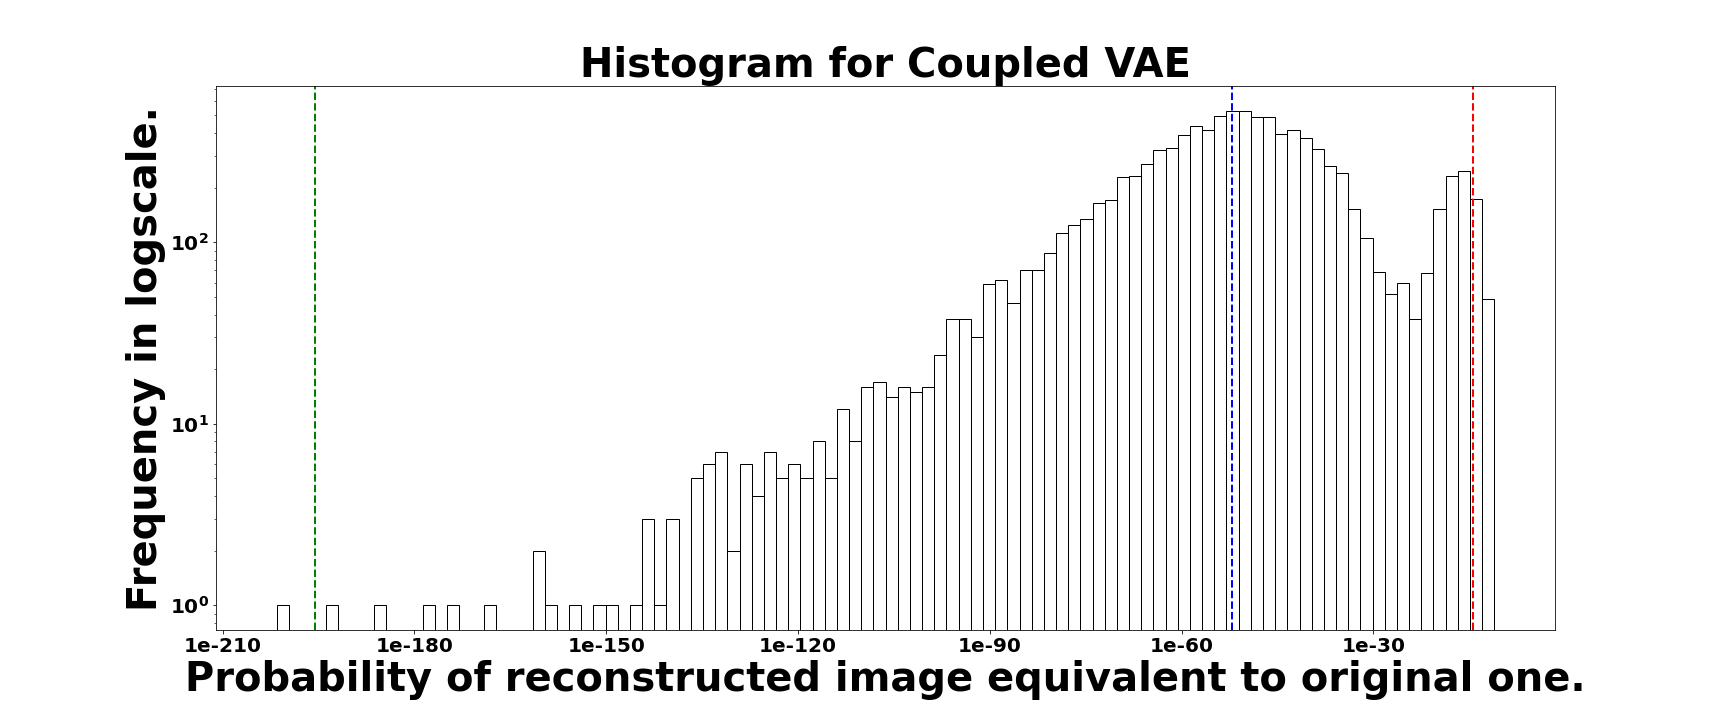 Histogram for Coupled VAE
Frequency in logscale.
10²
10¹
10⁰
1e-210 1e-180 1e-150 1e-120 1e-90 1e-60 1e-30
Probability of reconstructed image equivalent to original one.